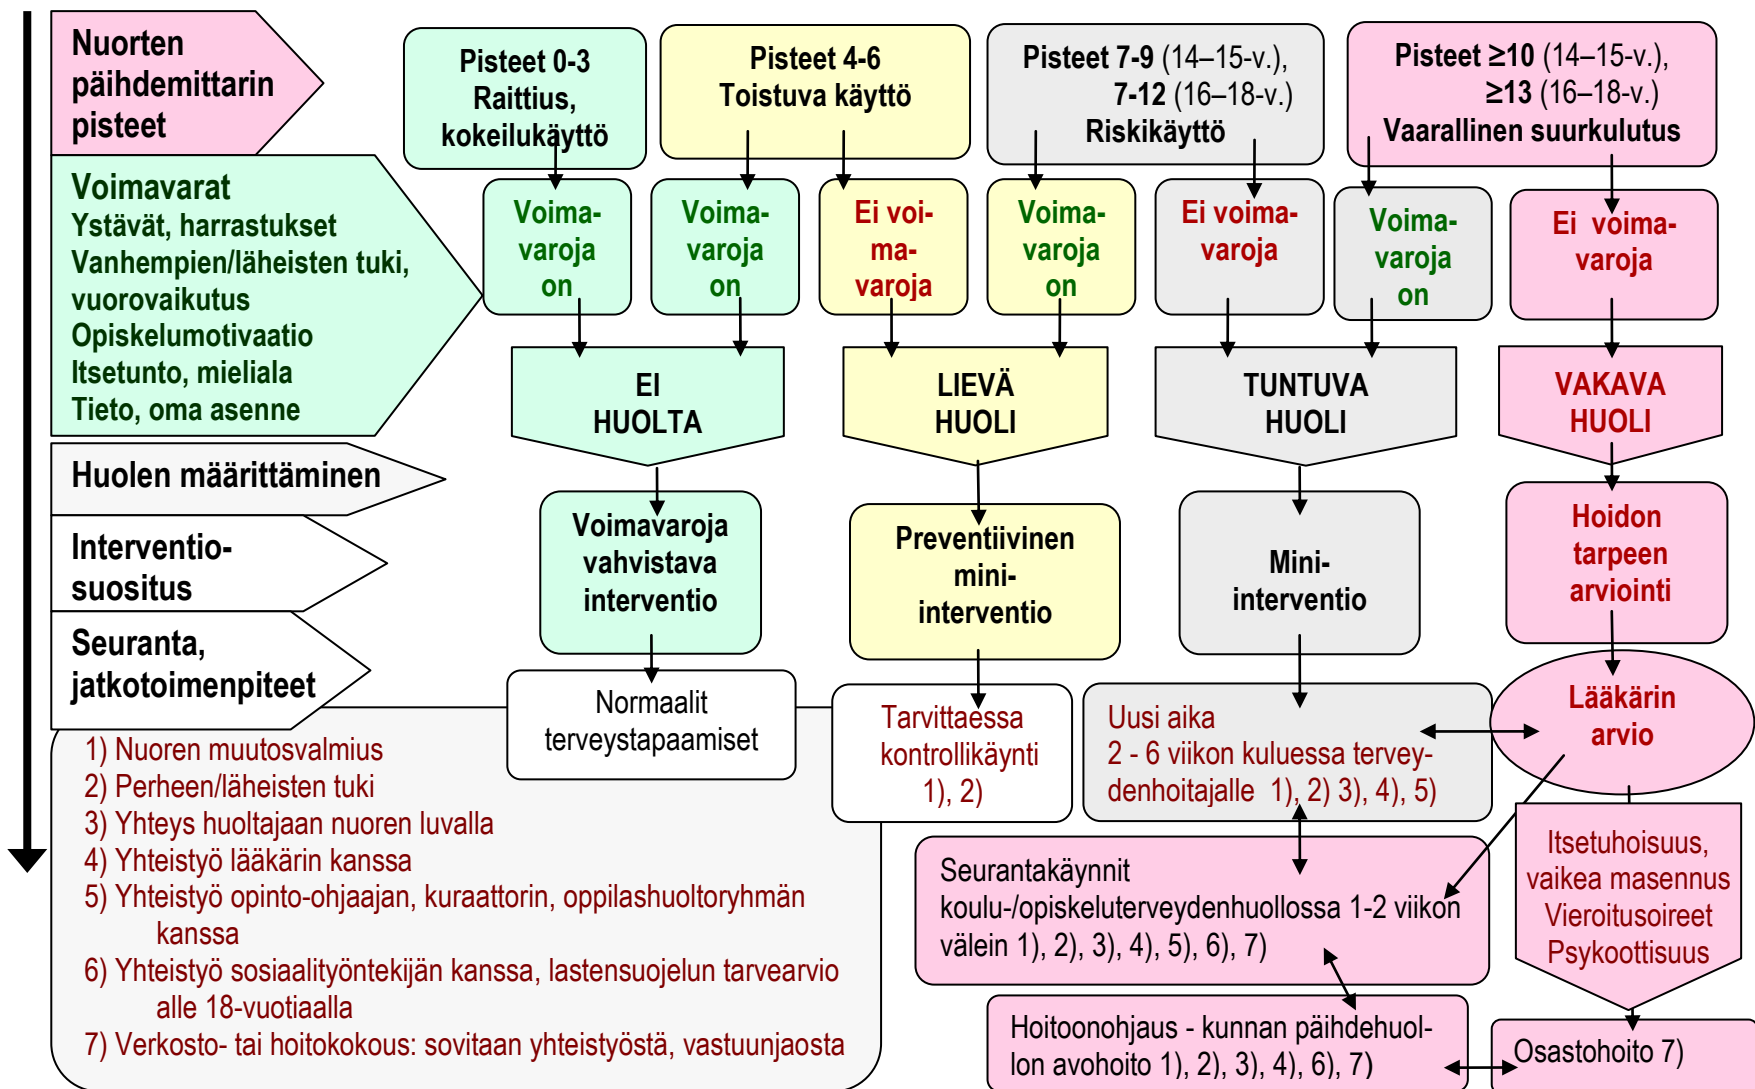 Nuorten
päihdemittarin
pisteet
Pisteet 0-3
Raittius,
kokeilukäyttö
Pisteet 4-6
Toistuva käyttö
Pisteet 7-9 (14–15-v.),
7-12 (16–18-v.)
Riskikäyttö
Pisteet ≥10 (14–15-v.),
≥13 (16–18-v.)
Vaarallinen suurkulutus
Voimavarat
Ystävät, harrastukset
Vanhempien/läheisten tuki,
vuorovaikutus
Opiskelumotivaatio
Itsetunto, mieliala
Tieto, oma asenne
Voima-
varoja
on
Voima-
varoja
on
Ei voi-
ma-
varoja
Voima-
varoja
on
Ei voima-
varoja
Voima-
varoja
on
Ei voima-
varoja
Huolen määrittäminen
EI
HUOLTA
LIEVÄ
HUOLI
TUNTUVA
HUOLI
VAKAVA
HUOLI
Interventio-
suositus
Voimavaroja
vahvistava
interventio
Preventiivinen
mini-
interventio
Mini-
interventio
Hoidon
tarpeen
arviointi
Seuranta,
jatkotoimenpiteet
Normaalit
terveystapaamiset
Tarvittaessa
kontrollikäynti
1), 2)
Uusi aika
2 - 6 viikon kuluessa tervey-
denhoitajalle 1), 2) 3), 4), 5)
Lääkärin
arvio
1) Nuoren muutosvalmius
2) Perheen/läheisten tuki
3) Yhteys huoltajaan nuoren luvalla
4) Yhteistyö lääkärin kanssa
5) Yhteistyö opinto-ohjaajan, kuraattorin, oppilashuoltoryhmän
kanssa
6) Yhteistyö sosiaalityöntekijän kanssa, lastensuojelun tarvearvio
alle 18-vuotiaalla
7) Verkosto- tai hoitokokous: sovitaan yhteistyöstä, vastuunjaosta
Seurantakäynnit
koulu-/opiskeluterveydenhuollossa 1-2 viikon
välein 1), 2), 3), 4), 5), 6), 7)
Itsetuhoisuus,
vaikea masennus
Vieroitusoireet
Psykoottisuus
Hoitoonohjaus - kunnan päihdehuol-
lon avohoito 1), 2), 3), 4), 6), 7)
Osastohoito 7)